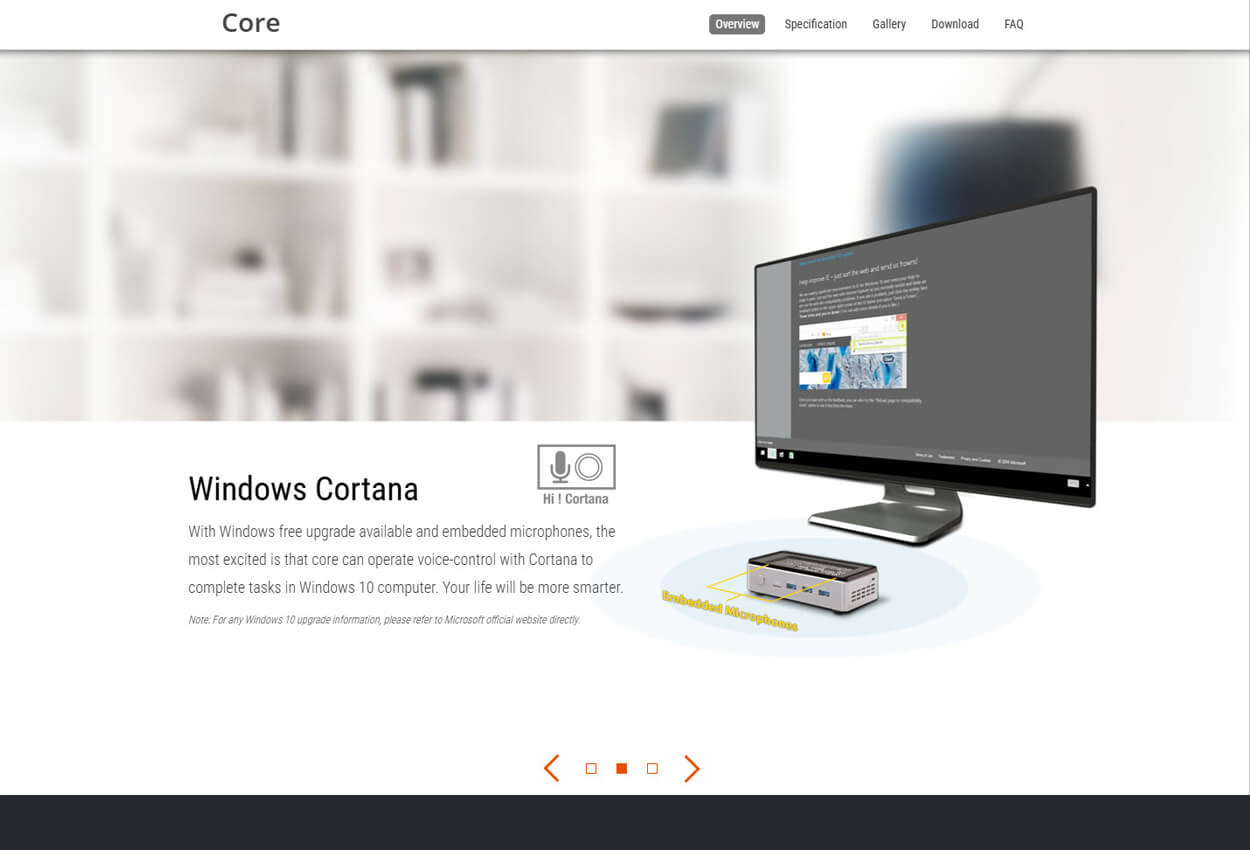 Core
Overview
Specification
Gallery
Download
FAQ
Help improve IE – just surf the web and send us frowns!
Hi ! Cortana
Windows Cortana
With Windows free upgrade available and embedded microphones, the
most excited is that core can operate voice-control with Cortana to
complete tasks in Windows 10 computer. Your life will be more smarter.
Note: For any Windows 10 upgrade information, please refer to Microsoft official website directly.
Embedded Microphones